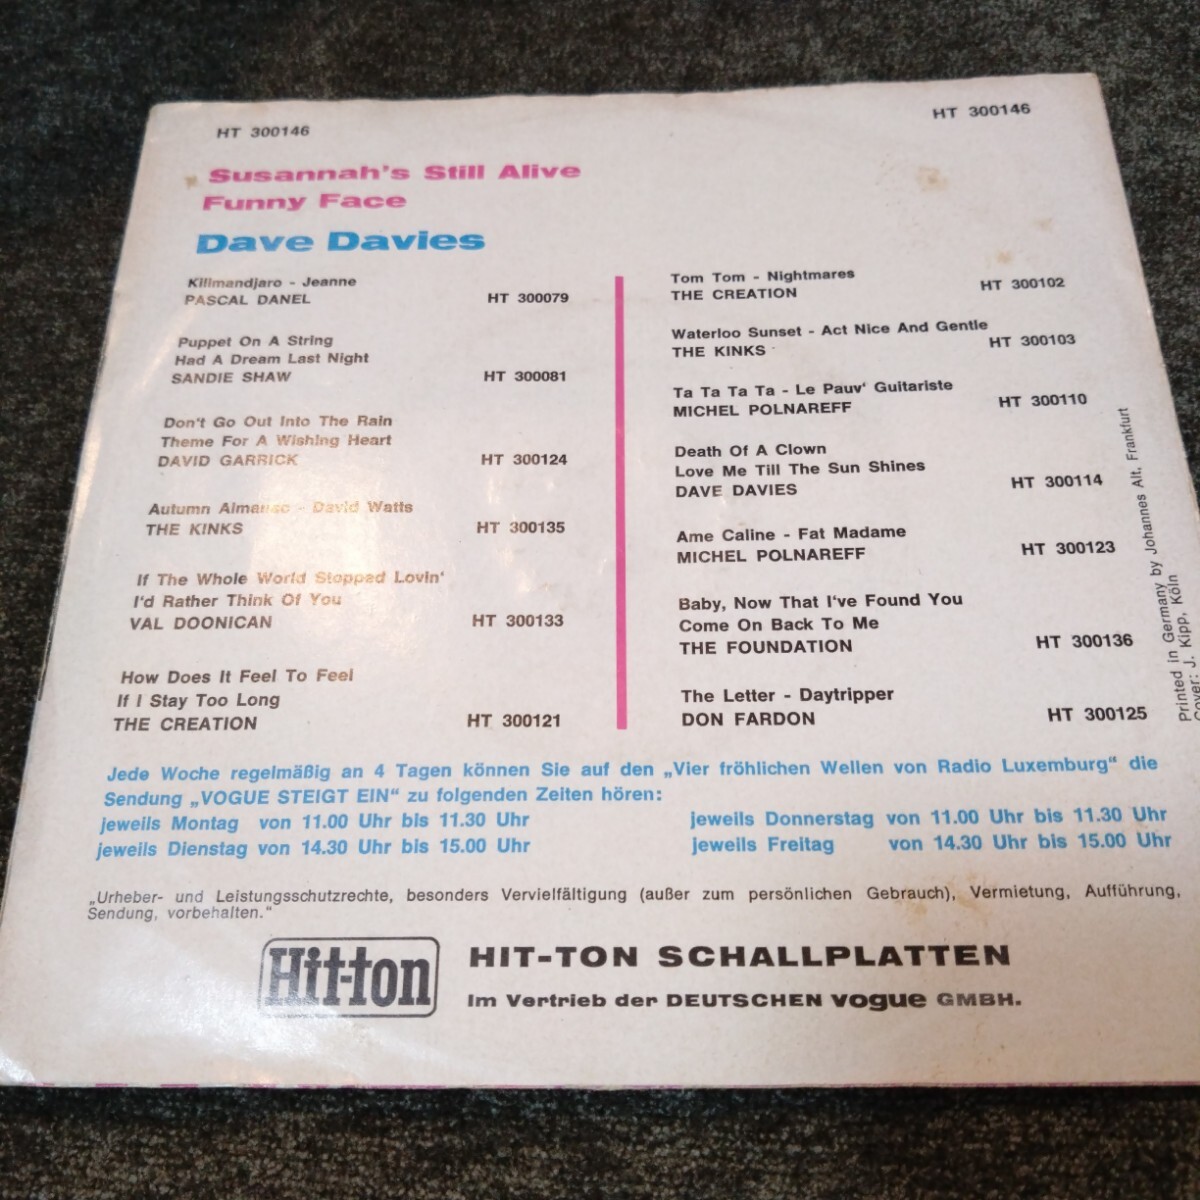 HT 300146
HT 300146
Susannah's Still Alive
Funny Face
Dave Davies
Kilimandjaro - Jeanne
PASCAL DANEL HT 300079
Puppet On A String
Had A Dream Last Night
SANDIE SHAW HT 300081
Don't Go Out Into The Rain
Theme For A Wishing Heart
DAVID GARRICK HT 300124
Autumn Almanac - David Watts
THE KINKS HT 300135
If The Whole World Stopped Lovin'
I'd Rather Think Of You
VAL DOONICAN HT 300133
How Does It Feel To Feel
If I Stay Too Long
THE CREATION HT 300121
Tom Tom - Nightmares
THE CREATION HT 300102
Waterloo Sunset - Act Nice And Gentle
THE KINKS HT 300103
Ta Ta Ta Ta - Le Pauv' Guitariste
MICHEL POLNAREFF HT 300110
Death Of A Clown
Love Me Till The Sun Shines
DAVE DAVIES HT 300114
Ame Caline - Fat Madame
MICHEL POLNAREFF HT 300123
Baby, Now That I've Found You
Come On Back To Me
THE FOUNDATION HT 300136
The Letter - Daytripper
DON FARDON HT 300125
Printed in Germany by Johannes Alt, Frankfurt
Cover: J. Kipp, Köln
Jede Woche regelmäßig an 4 Tagen können Sie auf den „Vier fröhlichen Wellen von Radio Luxemburg“ die
Sendung „VOGUE STEIGT EIN“ zu folgenden Zeiten hören:
jeweils Montag von 11.00 Uhr bis 11.30 Uhr
jeweils Donnerstag von 11.00 Uhr bis 11.30 Uhr
jeweils Dienstag von 14.30 Uhr bis 15.00 Uhr
jeweils Freitag von 14.30 Uhr bis 15.00 Uhr
„Urheber- und Leistungsschutzrechte, besonders Vervielfältigung (außer zum persönlichen Gebrauch), Vermietung, Aufführung,
Sendung, vorbehalten.“
Hit-ton
HIT-TON SCHALLPLATTEN
Im Vertrieb der DEUTSCHEN vogue GMBH.